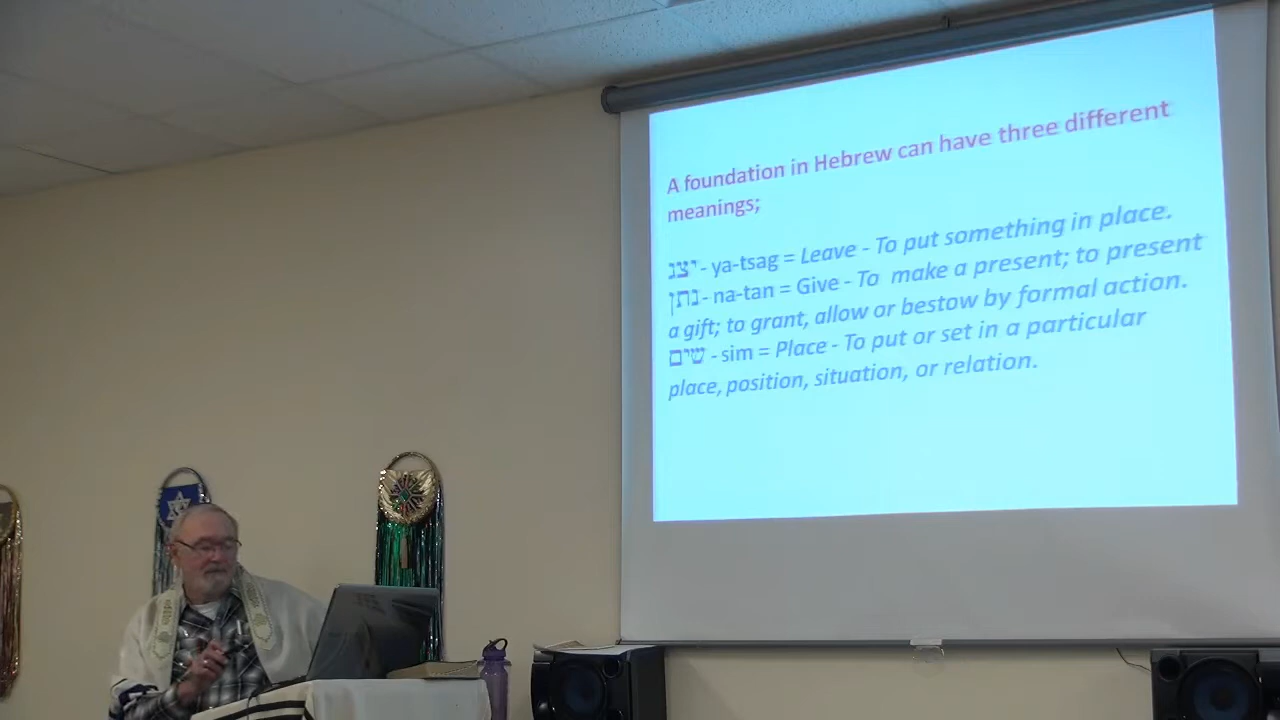 A foundation in Hebrew can have three different
meanings;
יצג - ya-tsag = Leave - To put something in place.
נתן - na-tan = Give - To make a present; to present
a gift; to grant, allow or bestow by formal action.
שים - sim = Place - To put or set in a particular
place, position, situation, or relation.